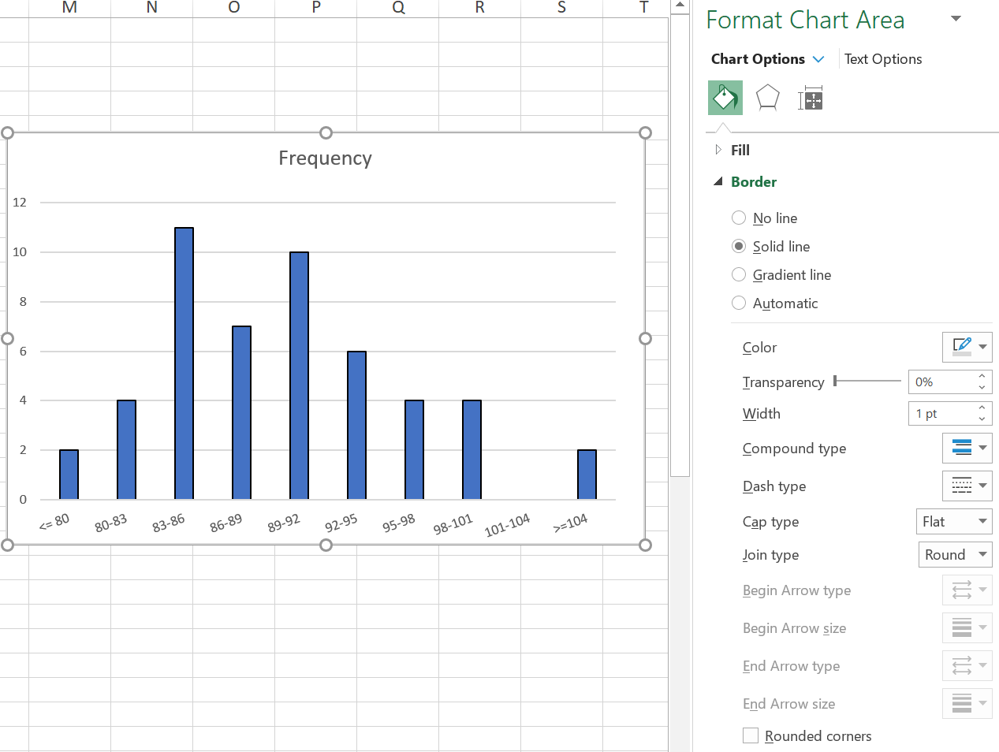 M N O P Q R S T
Format Chart Area
Chart Options Text Options
Fill
Border
No line
Solid line
Gradient line
Automatic
Color
Transparency 0%
Width 1 pt
Compound type
Dash type
Cap type Flat
Join type Round
Begin Arrow type
Begin Arrow size
End Arrow type
End Arrow size
Rounded corners
Frequency
12
10
8
6
4
2
0
<= 80 80-83 83-86 86-89 89-92 92-95 95-98 98-101 101-104 >=104